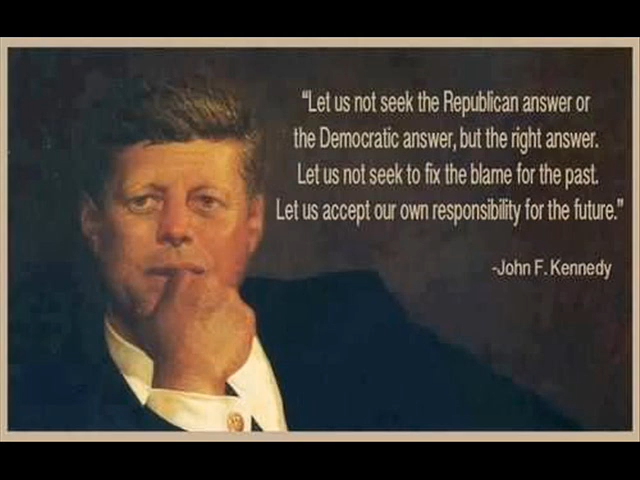 “Let us not seek the Republican answer or
the Democratic answer, but the right answer.
Let us not seek to fix the blame for the past.
Let us accept our own responsibility for the future.”
-John F. Kennedy